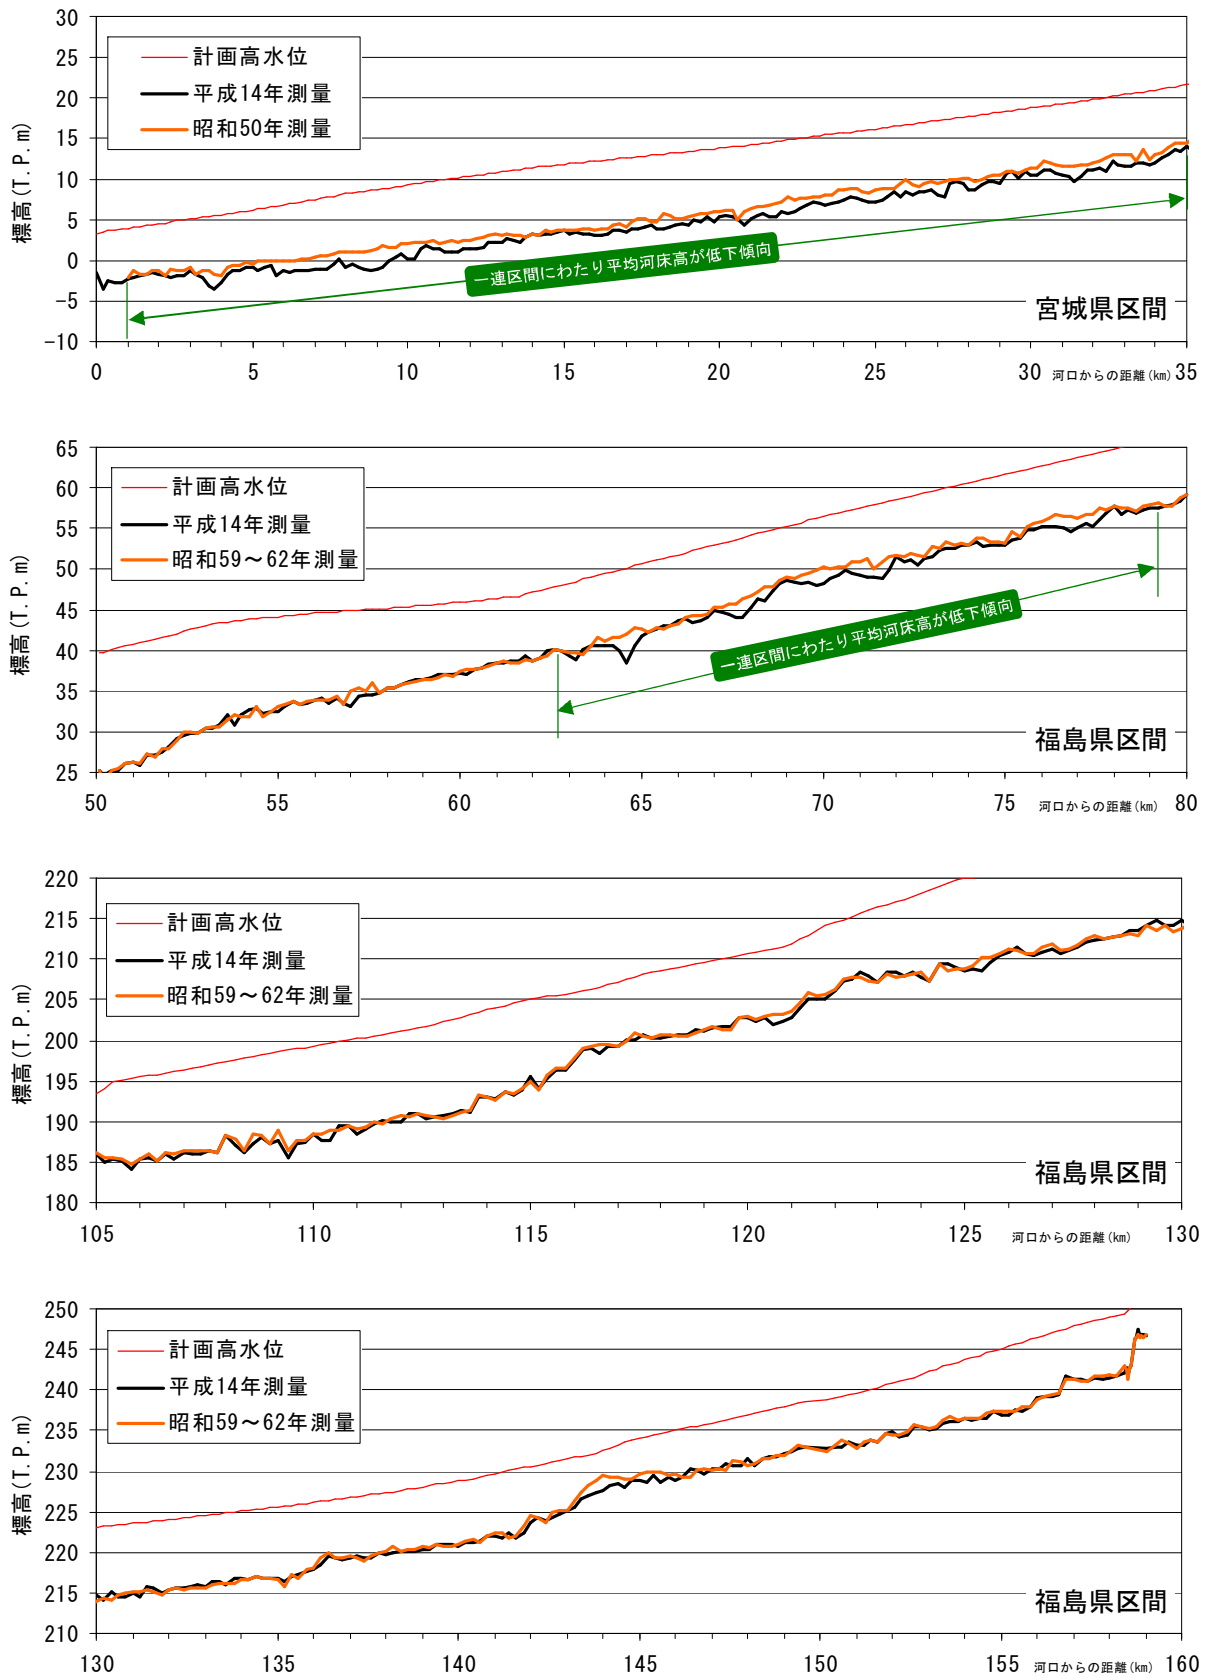 標高(T.P.m)
30
25
20
15
10
5
0
-5
-10
計画高水位
平成14年測量
昭和50年測量
一連区間にわたり平均河床高が低下傾向
宮城県区間
0 5 10 15 20 25 30 河口からの距離(km) 35
標高(T.P.m)
65
60
55
50
45
40
35
30
25
計画高水位
平成14年測量
昭和59～62年測量
一連区間にわたり平均河床高が低下傾向
福島県区間
50 55 60 65 70 75 河口からの距離(km) 80
標高(T.P.m)
220
215
210
205
200
195
190
185
180
計画高水位
平成14年測量
昭和59～62年測量
福島県区間
105 110 115 120 125 河口からの距離(km) 130
標高(T.P.m)
250
245
240
235
230
225
220
215
210
計画高水位
平成14年測量
昭和59～62年測量
福島県区間
130 135 140 145 150 155 河口からの距離(km) 160